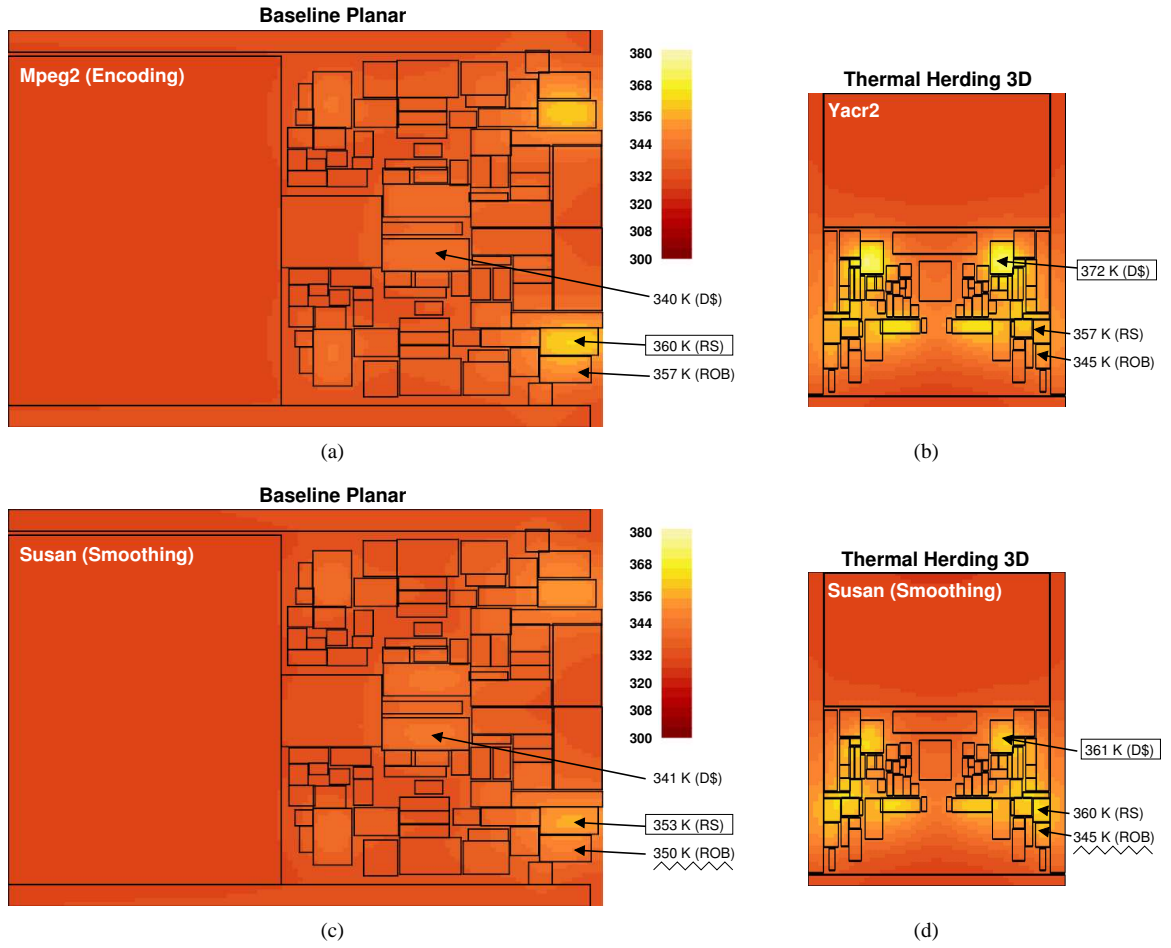 Baseline Planar
Mpeg2 (Encoding)
380
368
356
344
332
320
308
300
340 K (D$)
360 K (RS)
357 K (ROB)
(a)
Thermal Herding 3D
Yacr2
372 K (D$)
357 K (RS)
345 K (ROB)
(b)
Baseline Planar
Susan (Smoothing)
380
368
356
344
332
320
308
300
341 K (D$)
353 K (RS)
350 K (ROB)
(c)
Thermal Herding 3D
Susan (Smoothing)
361 K (D$)
360 K (RS)
345 K (ROB)
(d)